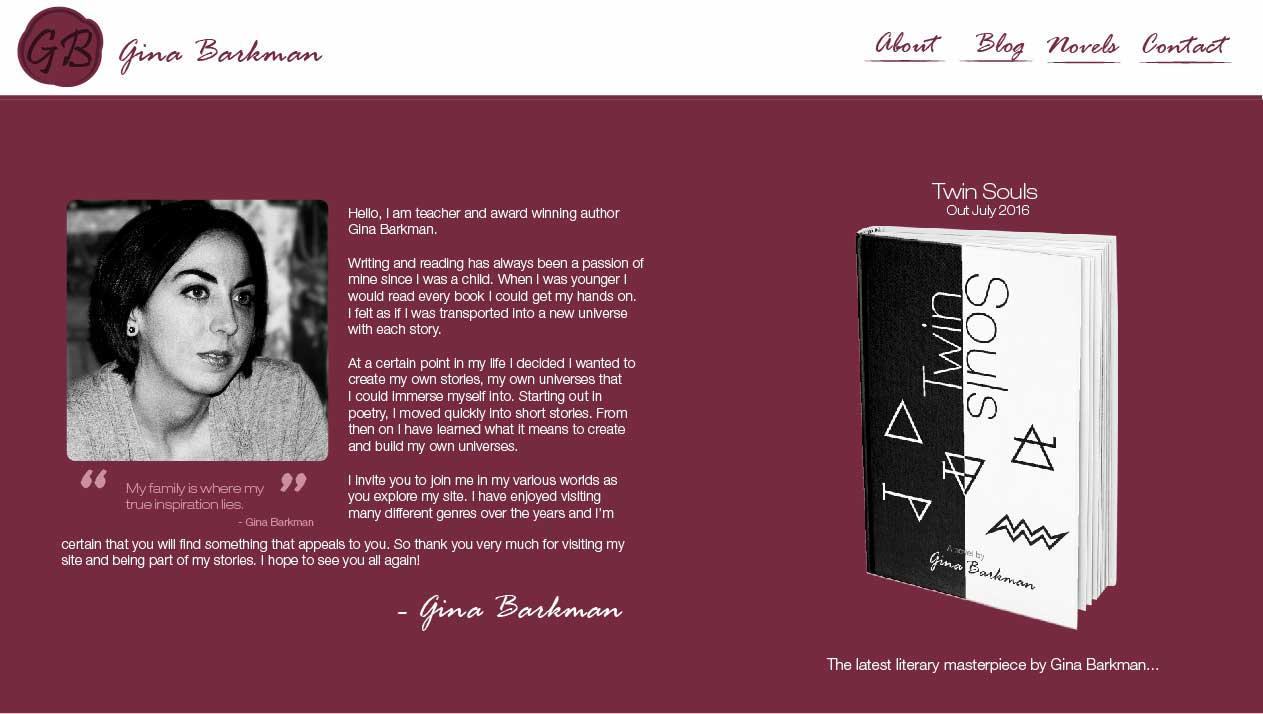 GB
Gina Barkman
About Blog Novels Contact
Hello, I am teacher and award winning author
Gina Barkman.
Writing and reading has always been a passion of
mine since I was a child. When I was younger I
would read every book I could get my hands on.
I felt as if I was transported into a new universe
with each story.
At a certain point in my life I decided I wanted to
create my own stories, my own universes that
I could immerse myself into. Starting out in
poetry, I moved quickly into short stories. From
then on I have learned what it means to create
and build my own universes.
I invite you to join me in my various worlds as
you explore my site. I have enjoyed visiting
many different genres over the years and I'm
certain that you will find something that appeals to you. So thank you very much for visiting my
site and being part of my stories. I hope to see you all again!
- Gina Barkman
“ My family is where my ”
true inspiration lies.
- Gina Barkman
Twin Souls
Out July 2016
Twin
Souls
A novel by
Gina Barkman
The latest literary masterpiece by Gina Barkman...